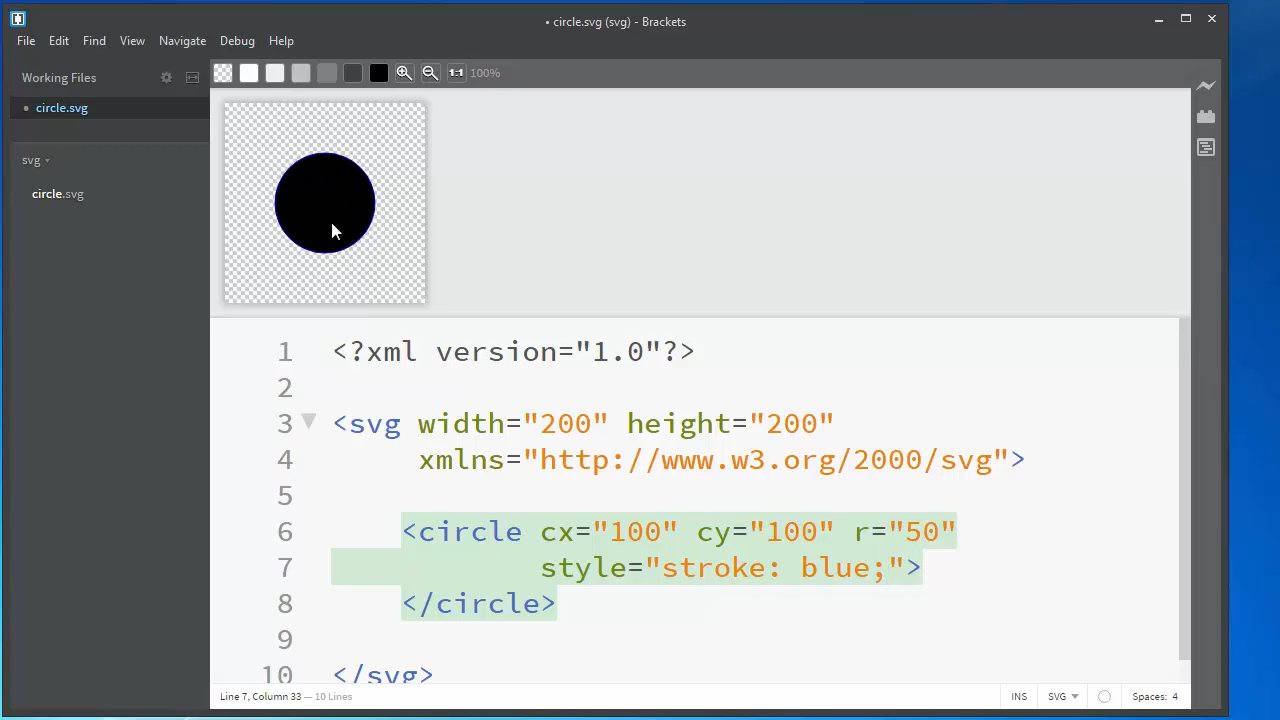 • circle.svg (svg) - Brackets
File Edit Find View Navigate Debug Help
Working Files
• circle.svg
svg
circle.svg
1:1 100%
1 <?xml version="1.0"?>
2
3 <svg width="200" height="200"
4 xmlns="http://www.w3.org/2000/svg">
5
6 <circle cx="100" cy="100" r="50"
7 style="stroke: blue;">
8 </circle>
9
10 </svg>
Line 7, Column 33 — 10 Lines
INS SVG Spaces: 4